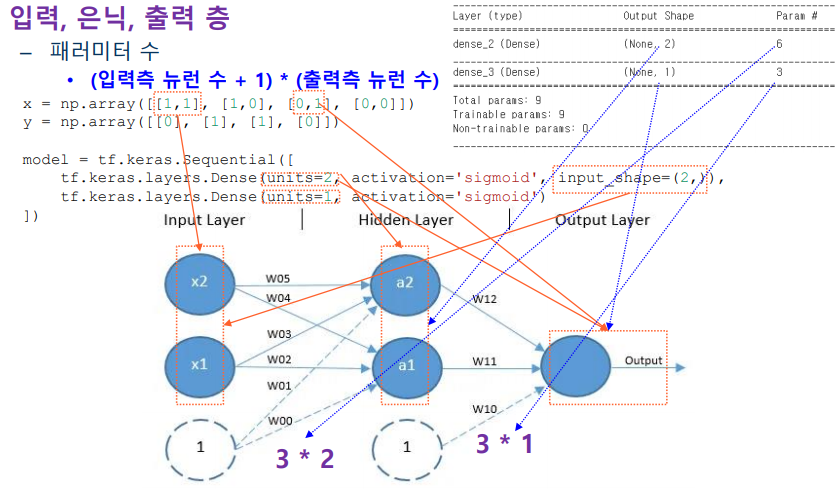 입력, 은닉, 출력 층
– 패러미터 수
• (입력측 뉴런 수 + 1) * (출력측 뉴런 수)
Layer (type) Output Shape Param #
dense_2 (Dense) (None, 2) 6
dense_3 (Dense) (None, 1) 3
Total params: 9
Trainable params: 9
Non-trainable params: 0
x = np.array([[1,1], [1,0], [0,1], [0,0]])
y = np.array([[0], [1], [1], [0]])
model = tf.keras.Sequential([
tf.keras.layers.Dense(units=2, activation='sigmoid', input_shape=(2,)),
tf.keras.layers.Dense(units=1, activation='sigmoid')
])
Input Layer | Hidden Layer | Output Layer
x2
W05
W04
a2
W12
W03
x1
W02
a1
W11
Output
W01
W00
W10
1
1
3 * 2
3 * 1